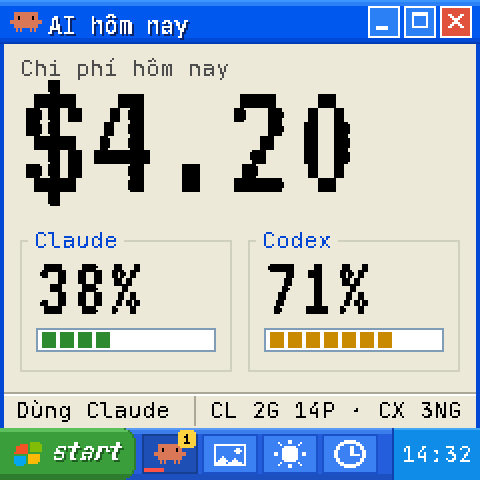 AI hôm nay
Chi phí hôm nay
$4.20
Claude
38%
Codex
71%
Dùng Claude
CL 2G 14P · CX 3NG
start
1
14:32